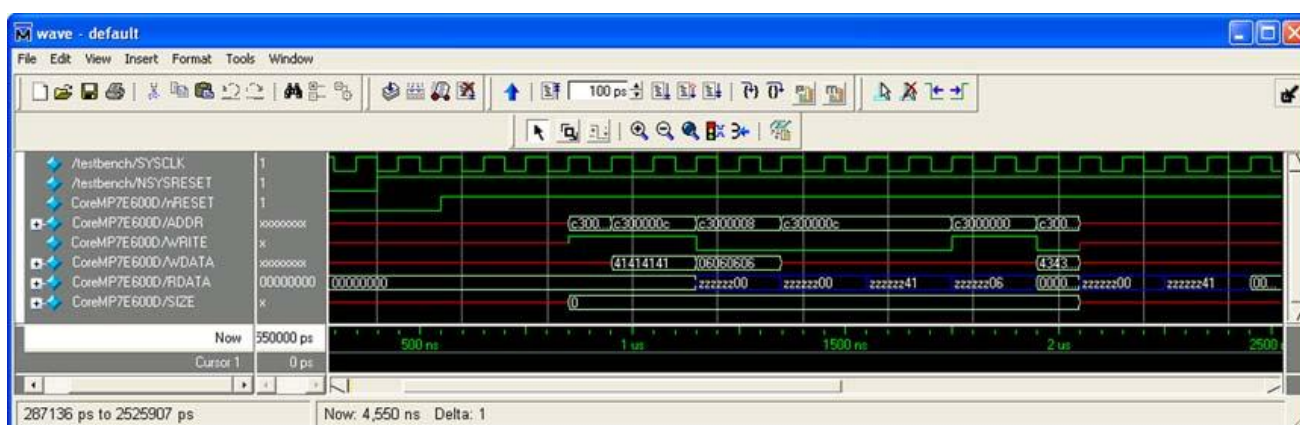 wave - default
File Edit View Insert Format Tools Window
100 ps
/testbench/SYSCLK 1
/testbench/NSYSRESET 1
CoreMP7E600D/nRESET 1
CoreMP7E600D/ADDR xxxxxxxx c300... c300000c c3000008 c300000c c3000000 c300...
CoreMP7E600D/WRITE x
CoreMP7E600D/WDATA xxxxxxxx 41414141 06060606 4343...
CoreMP7E600D/RDATA 00000000 00000000 zzzzzz00 zzzzzz00 zzzzzz41 zzzzzz06 0000... zzzzzz00 zzzzzz41 00...
CoreMP7E600D/SIZE x 0
Now 550000 ps 500 ns 1 us 1500 ns 2 us 2500
Cursor 1 0 ps
287136 ps to 2525907 ps Now: 4,550 ns Delta: 1